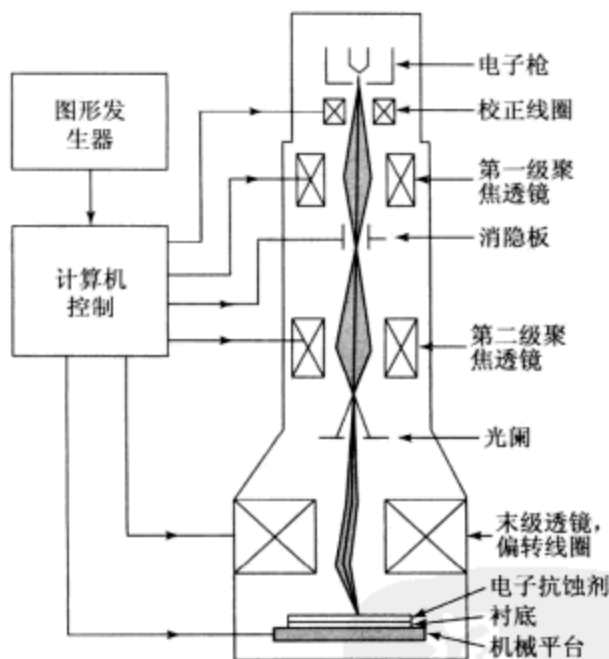 图形发
生器
计算机
控制
电子枪
校正线圈
第一级聚
焦透镜
消隐板
第二级聚
焦透镜
光阑
末级透镜,
偏转线圈
电子抗蚀剂
衬底
机械平台